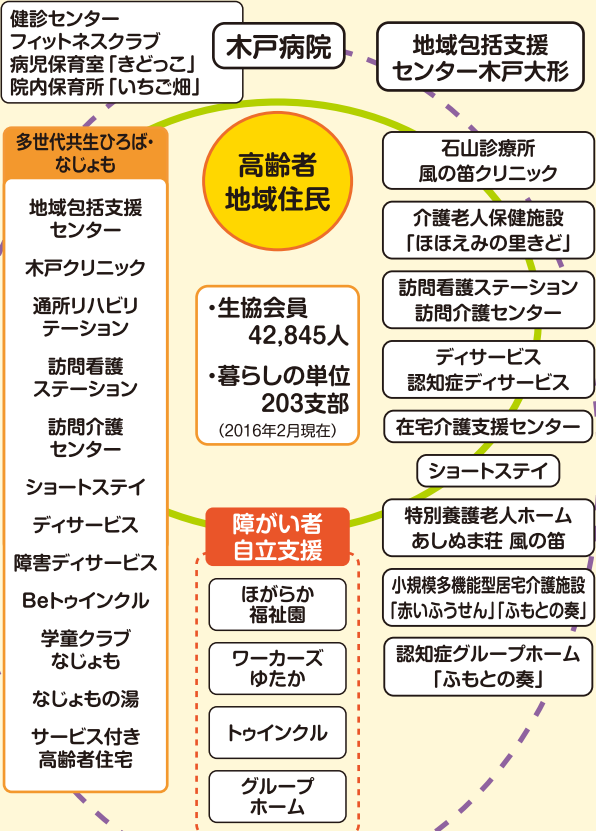 健診センター
フィットネスクラブ
病児保育室「きどっこ」
院内保育所「いちご畑」
木戸病院
地域包括支援
センター木戸大形
多世代共生ひろば・
なじょも
地域包括支援
センター
木戸クリニック
通所リハビリ
テーション
訪問看護
ステーション
訪問介護
センター
ショートステイ
ディサービス
障害ディサービス
Beトゥインクル
学童クラブ
なじょも
なじょもの湯
サービス付き
高齢者住宅
高齢者
地域住民
・生協会員
42,845人
・暮らしの単位
203支部
（2016年2月現在）
障がい者
自立支援
ほがらか
福祉園
ワーカーズ
ゆたか
トゥインクル
グループ
ホーム
石山診療所
風の笛クリニック
介護老人保健施設
「ほほえみの里きど」
訪問看護ステーション
訪問介護センター
ディサービス
認知症ディサービス
在宅介護支援センター
ショートステイ
特別養護老人ホーム
あしぬま荘 風の笛
小規模多機能型居宅介護施設
「赤いふうせん」「ふもとの奏」
認知症グループホーム
「ふもとの奏」